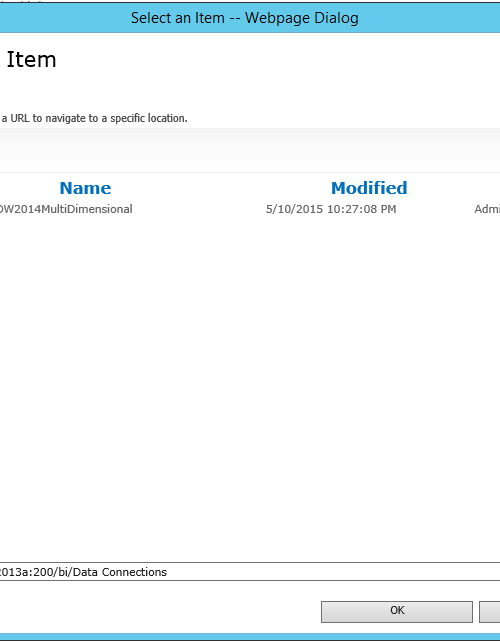 Select an Item -- Webpage Dialog
Item
a URL to navigate to a specific location.
Name Modified
DW2014MultiDimensional 5/10/2015 10:27:08 PM Admi
2013a:200/bi/Data Connections
OK